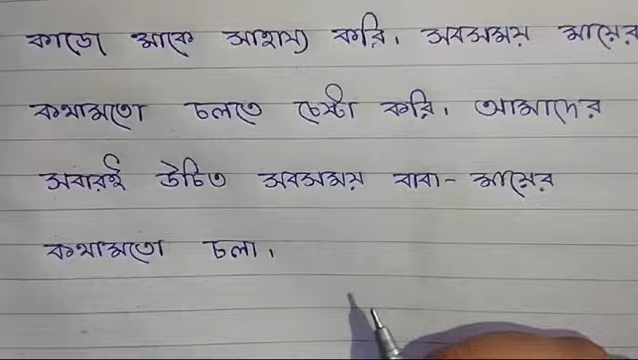 কাজে মাকে সাহায্য করি। সবসময় মায়ের
কথামতো চলতে চেষ্টা করি। আমাদের
সবারই উচিত সবসময় বাবা-মায়ের
কথামতো চলা।